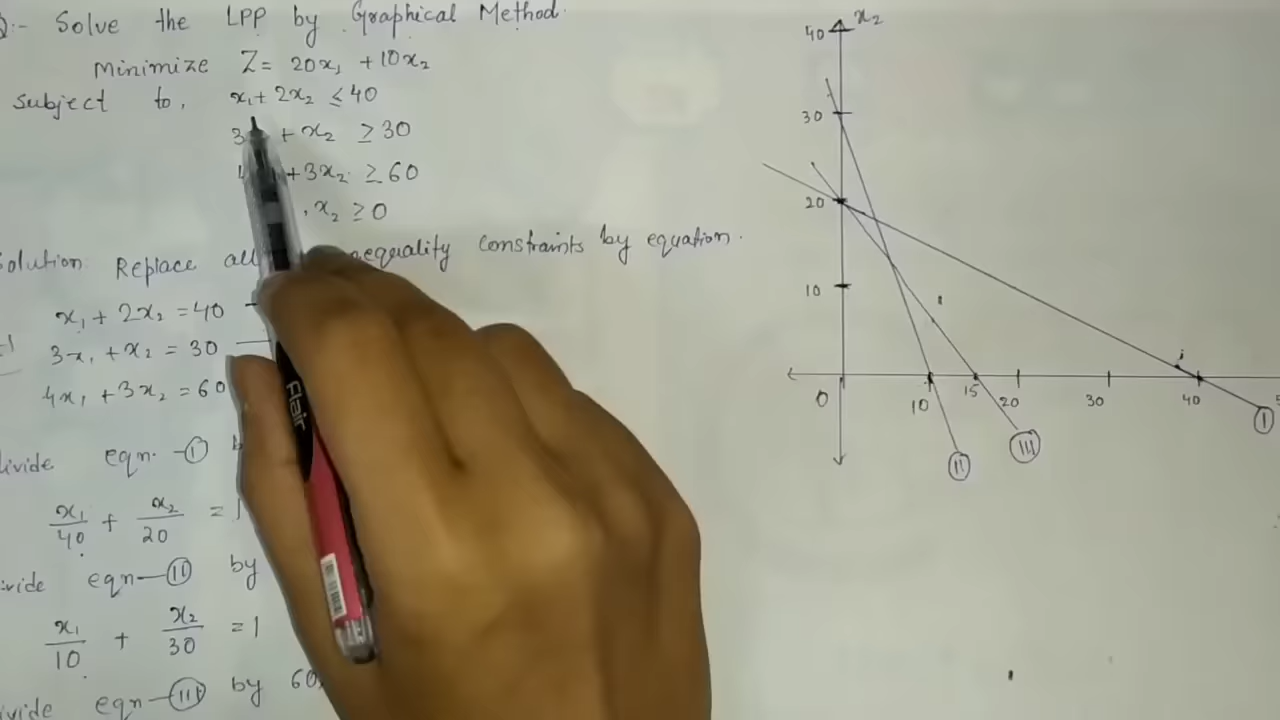 Q:- Solve the LPP by Graphical Method.
Minimize Z = 20x₁ + 10x₂
Subject to, x₁ + 2x₂ ≤ 40
+ x₂ ≥ 30
+ 3x₂ ≥ 60
, x₂ ≥ 0
Solution: Replace all inequality constraints by equation.
x₁ + 2x₂ = 40
3x₁ + x₂ = 30
4x₁ + 3x₂ = 60
divide eqn. - (I)
x₁/40 + x₂/20 = 1
divide eqn - (II) by
x₁/10 + x₂/30 = 1
divide eqn - (III) by 60,
Flair
x₂
40
30
20
10
0 10 15 20 30 40
(I)
(II)
(III)